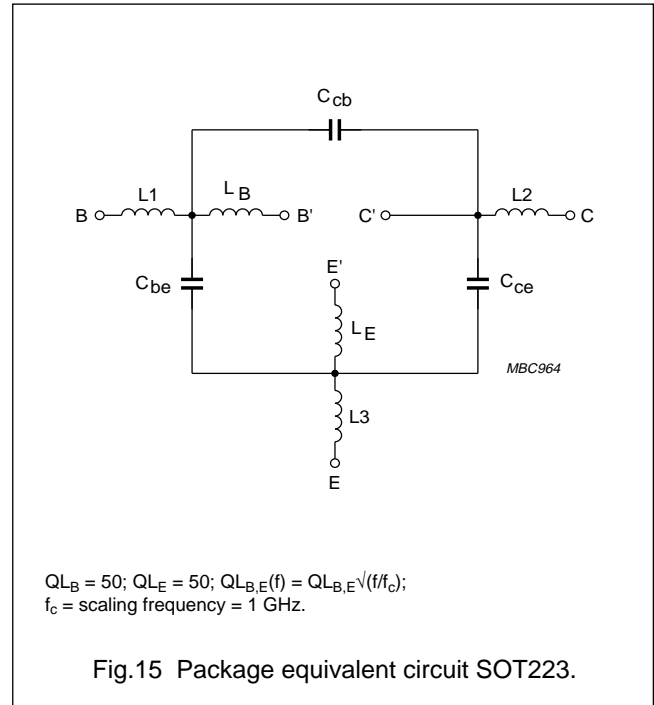 Ccb
L1
LB
L2
B
B'
C'
C
Cbe
E'
Cce
LE
MBC964
L3
E
QLB = 50; QLE = 50; QLB,E(f) = QLB,E√(f/fc);
fc = scaling frequency = 1 GHz.
Fig.15 Package equivalent circuit SOT223.